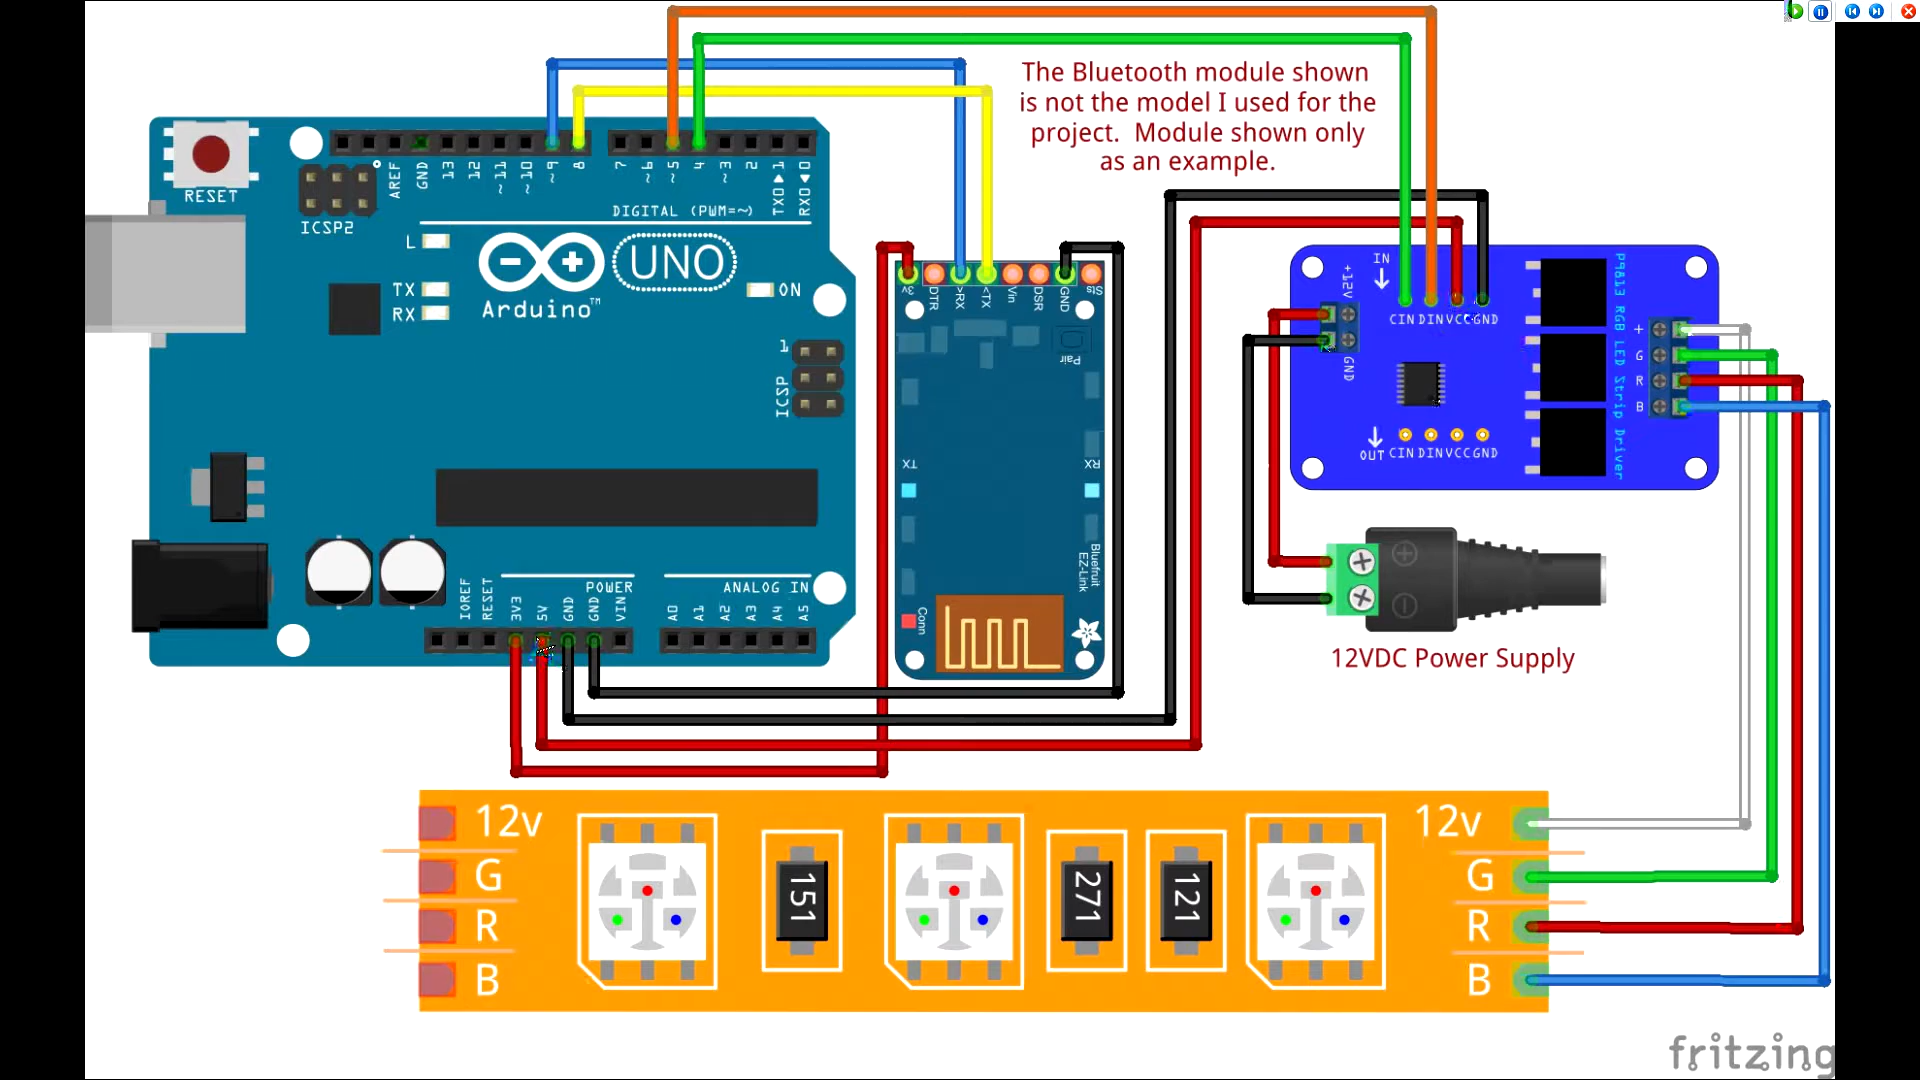 The Bluetooth module shown
is not the model I used for the
project. Module shown only
as an example.
RESET
ICSP2
AREF
GND
13
12
~11
~10
~9
8
7
~6
~5
4
~3
2
TX0▶1
RX0◀0
DIGITAL (PWM=~)
L
TX
RX
UNO
Arduino™
ON
1
ICSP
IOREF
RESET
3V3
5V
GND
GND
VIN
POWER
ANALOG IN
A0
A1
A2
A3
A4
A5
DTR
>RX
<TX
Vin
DSR
GND
Sts
Pair
TX
RX
Bluefruit
EZ-Link
Conn
IN
+12V
GND
CIN DIN VCC GND
OUT CIN DIN VCC GND
P9813 RGB LED Strip Driver
+
G
R
B
12VDC Power Supply
12v
G
R
B
151
271
121
12v
G
R
B
fritzing